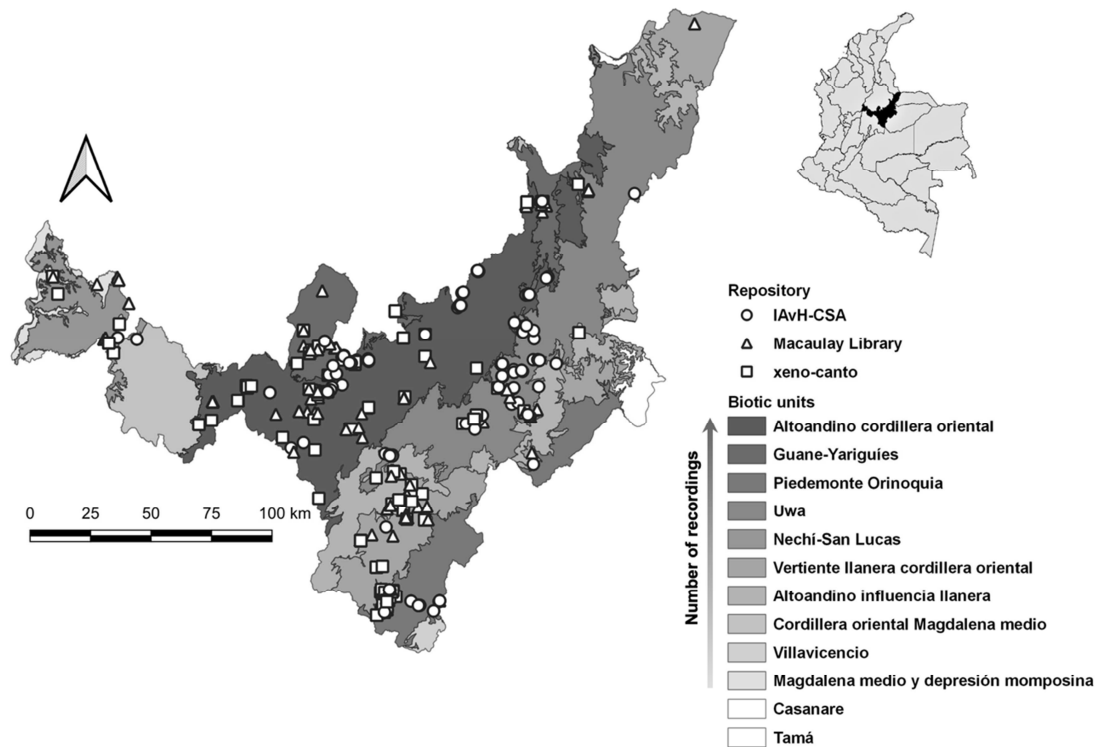 Repository
IAvH-CSA
Macaulay Library
xeno-canto
Biotic units
Number of recordings
Altoandino cordillera oriental
Guane-Yariguíes
Piedemonte Orinoquia
Uwa
Nechí-San Lucas
Vertiente llanera cordillera oriental
Altoandino influencia llanera
Cordillera oriental Magdalena medio
Villavicencio
Magdalena medio y depresión momposina
Casanare
Tamá
0 25 50 75 100 km